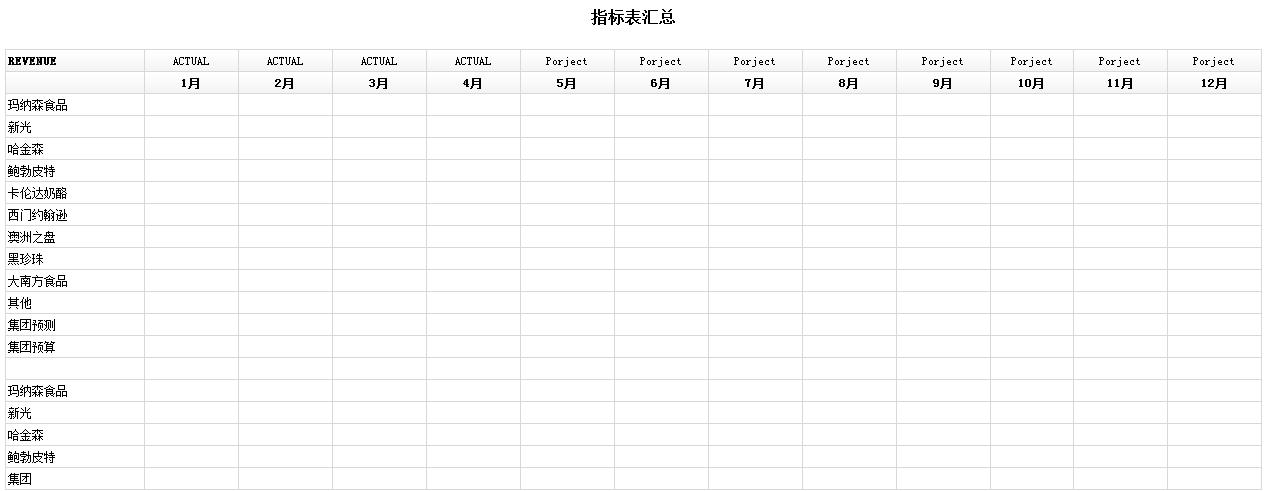 指标表汇总
REVENUE ACTUAL ACTUAL ACTUAL ACTUAL Porject Porject Porject Porject Porject Porject Porject Porject
1月 2月 3月 4月 5月 6月 7月 8月 9月 10月 11月 12月
玛纳森食品
新光
哈金森
鲍勃皮特
卡伦达奶酪
西门约翰逊
澳洲之盘
黑珍珠
大南方食品
其他
集团预测
集团预算
玛纳森食品
新光
哈金森
鲍勃皮特
集团